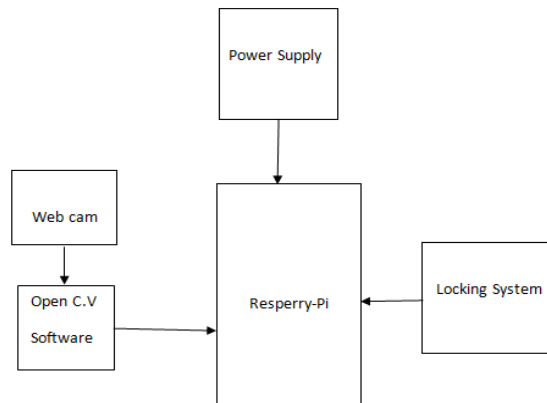 Power Supply
Web cam
Open C.V
Software
Resperry-Pi
Locking System